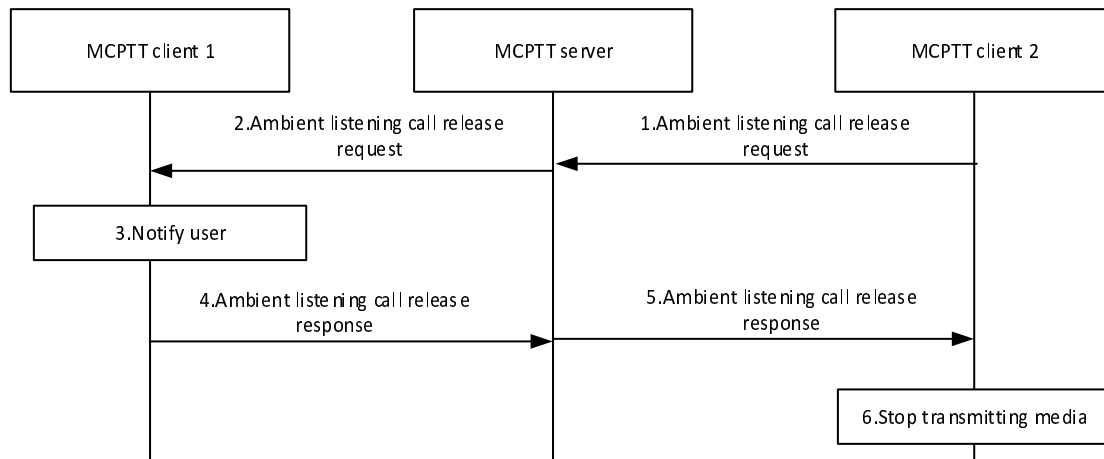 MCPTT client 1
MCPTT server
MCPTT client 2
2.Ambient listening call release
request
1.Ambient listening call release
request
3.Notify user
4.Ambient listening call release
response
5.Ambient listening call release
response
6.Stop transmitting media